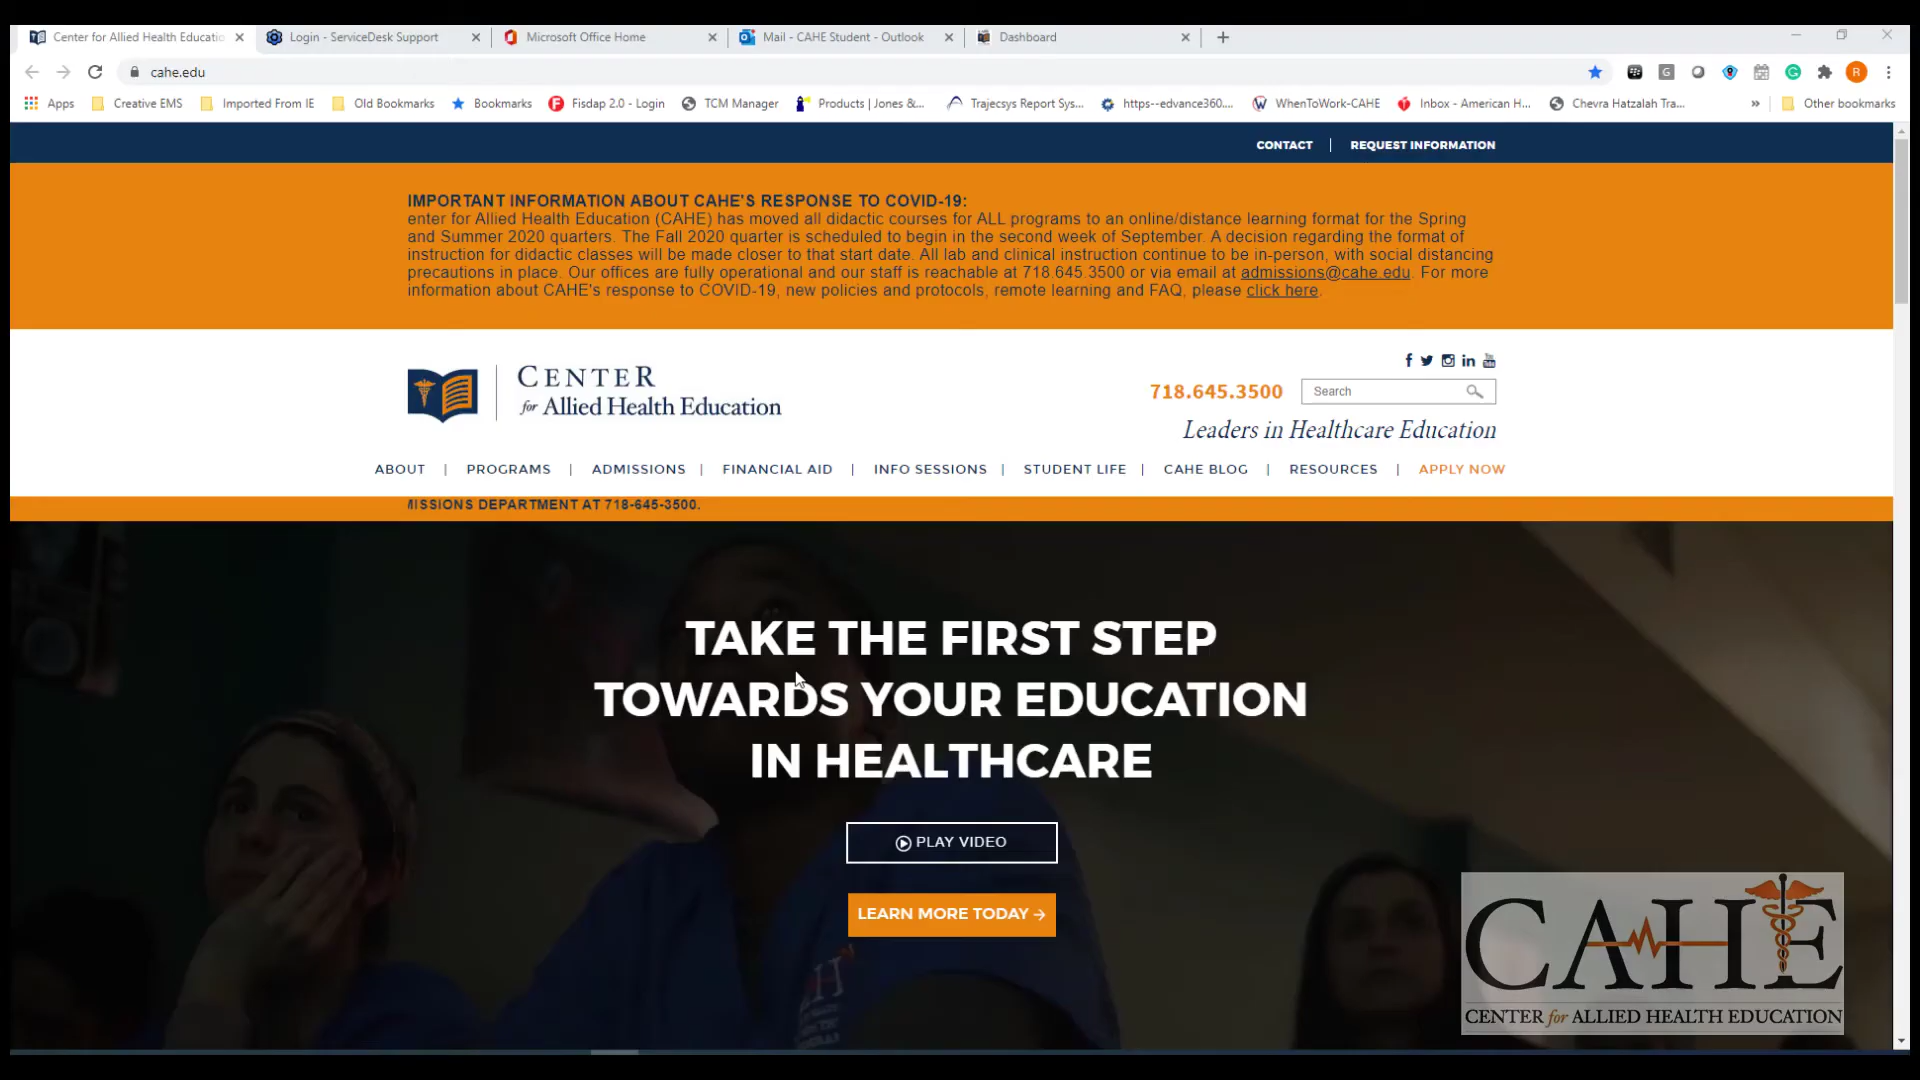 Center for Allied Health Educatio
Login - ServiceDesk Support
Microsoft Office Home
Mail - CAHE Student - Outlook
Dashboard
cahe.edu
R
Apps
Creative EMS
Imported From IE
Old Bookmarks
Bookmarks
Fisdap 2.0 - Login
TCM Manager
Products | Jones &...
Trajecsys Report Sys...
https--edvance360....
WhenToWork-CAHE
Inbox - American H...
Chevra Hatzalah Tra...
»
Other bookmarks
CONTACT | REQUEST INFORMATION
IMPORTANT INFORMATION ABOUT CAHE'S RESPONSE TO COVID-19:
enter for Allied Health Education (CAHE) has moved all didactic courses for ALL programs to an online/distance learning format for the Spring
and Summer 2020 quarters. The Fall 2020 quarter is scheduled to begin in the second week of September. A decision regarding the format of
instruction for didactic classes will be made closer to that start date. All lab and clinical instruction continue to be in-person, with social distancing
precautions in place. Our offices are fully operational and our staff is reachable at 718.645.3500 or via email at admissions@cahe.edu. For more
information about CAHE's response to COVID-19, new policies and protocols, remote learning and FAQ, please click here.
CENTER
for Allied Health Education
718.645.3500
Search
Leaders in Healthcare Education
ABOUT | PROGRAMS | ADMISSIONS | FINANCIAL AID | INFO SESSIONS | STUDENT LIFE | CAHE BLOG | RESOURCES | APPLY NOW
MISSIONS DEPARTMENT AT 718-645-3500.
TAKE THE FIRST STEP
TOWARDS YOUR EDUCATION
IN HEALTHCARE
PLAY VIDEO
LEARN MORE TODAY →
CAHE
CENTER for ALLIED HEALTH EDUCATION